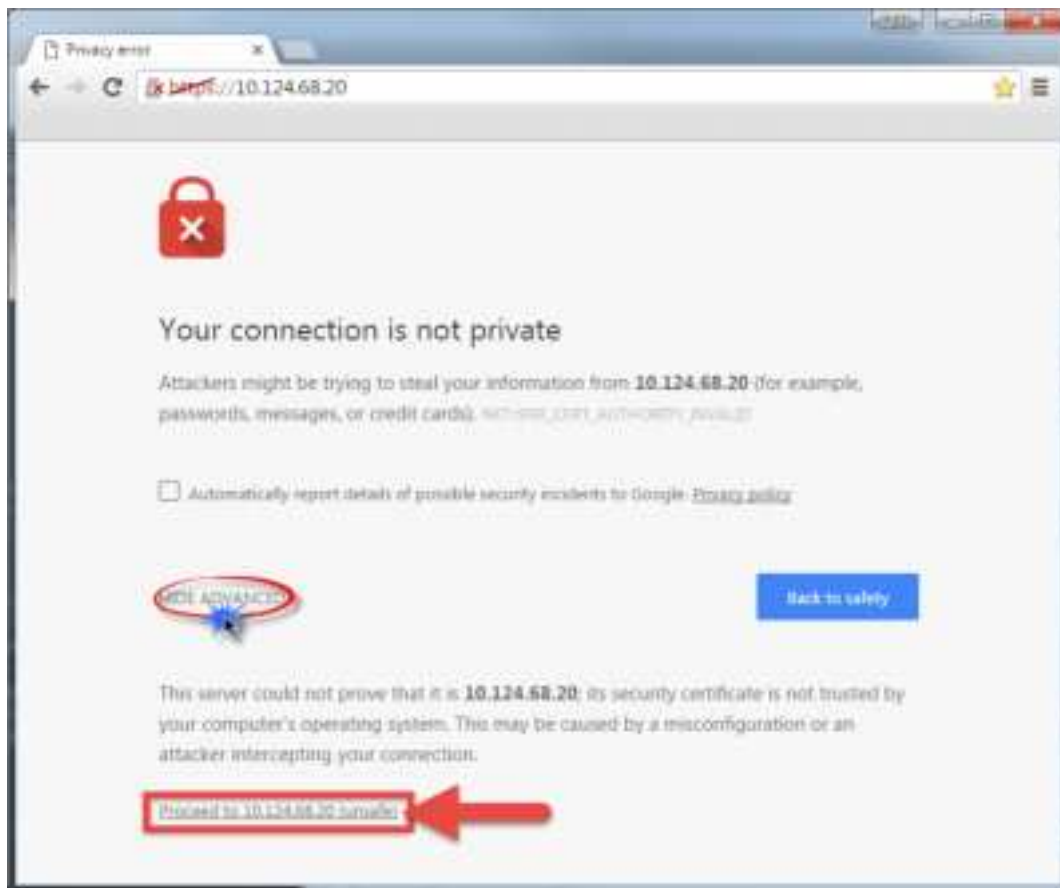 Privacy error
https://10.124.68.20
Your connection is not private
Attackers might be trying to steal your information from 10.124.68.20 (for example,
passwords, messages, or credit cards). NET::ERR_CERT_AUTHORITY_INVALID
Automatically report details of possible security incidents to Google. Privacy policy
HIDE ADVANCED
Back to safety
This server could not prove that it is 10.124.68.20; its security certificate is not trusted by
your computer's operating system. This may be caused by a misconfiguration or an
attacker intercepting your connection.
Proceed to 10.124.68.20 (unsafe)